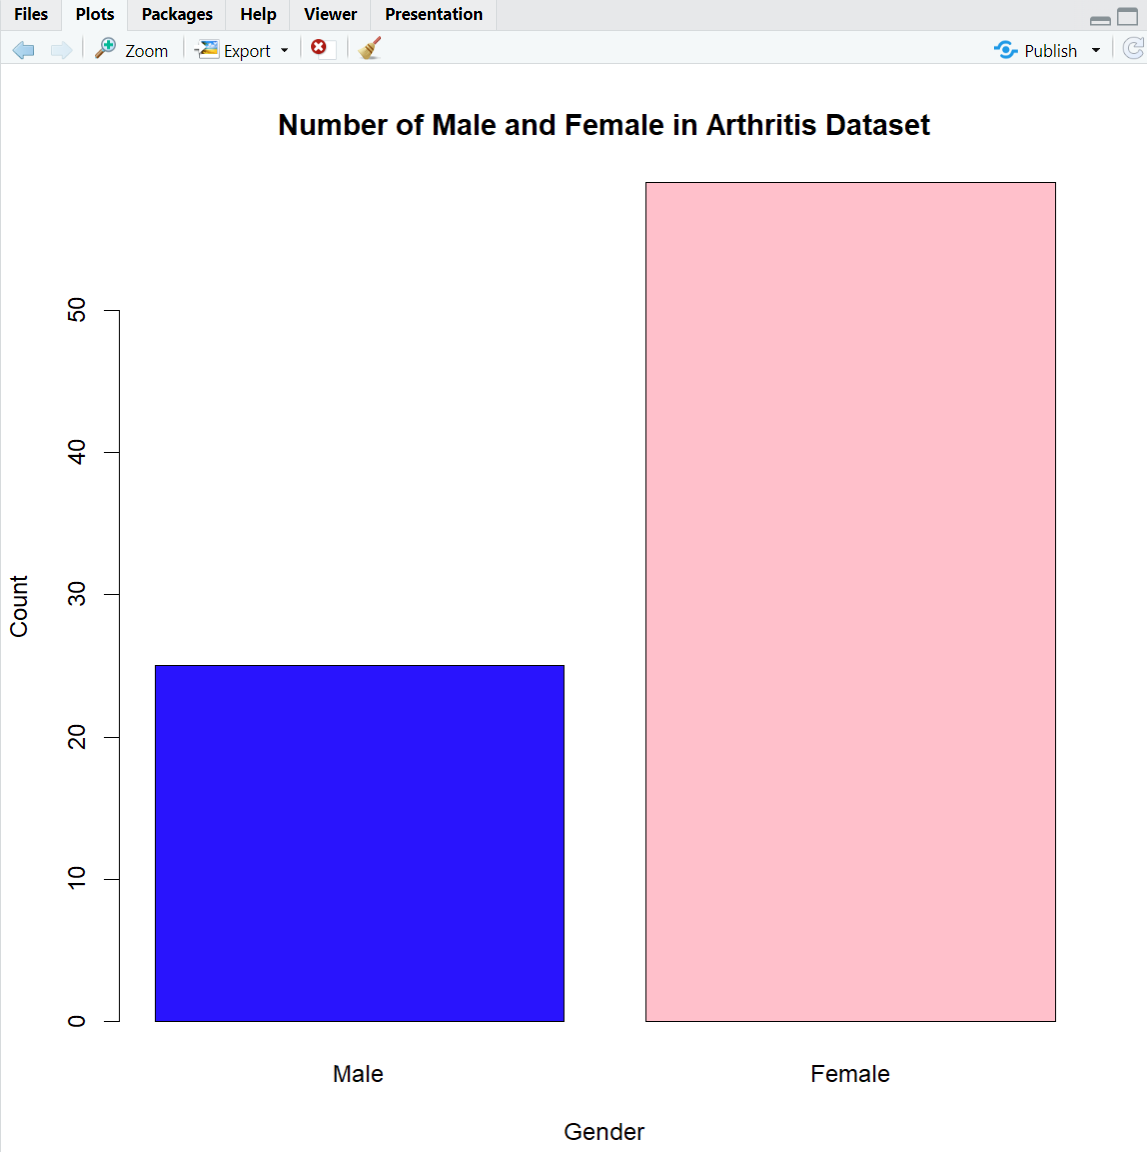 Files Plots Packages Help Viewer Presentation
Zoom Export Publish
Number of Male and Female in Arthritis Dataset
50
40
30
20
10
0
Count
Male Female
Gender